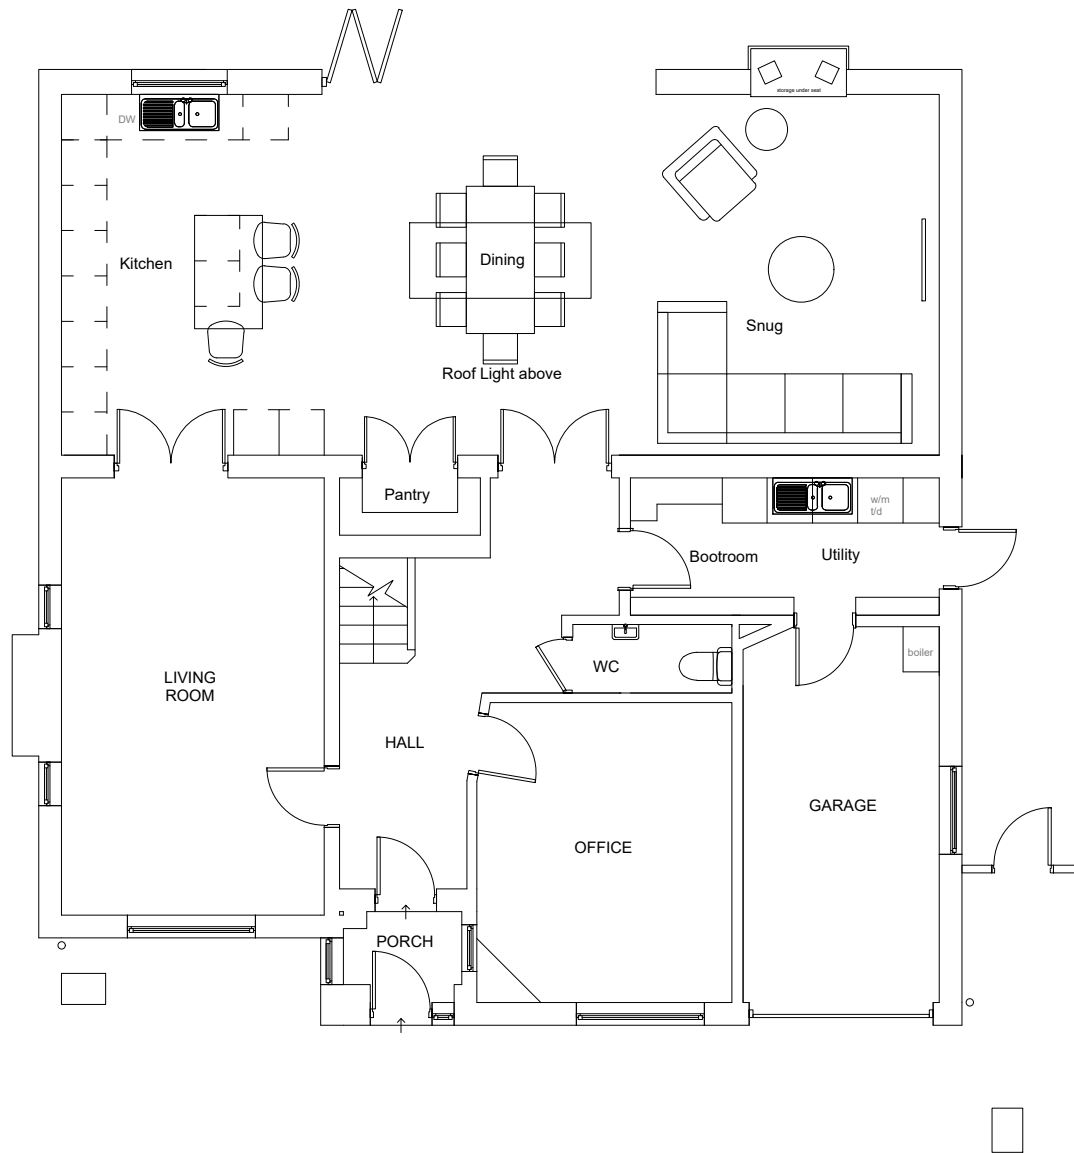 storage under seat
DW
Kitchen
Dining
Snug
Roof Light above
Pantry
w/m
t/d
Bootroom
Utility
boiler
WC
LIVING
ROOM
HALL
GARAGE
OFFICE
PORCH